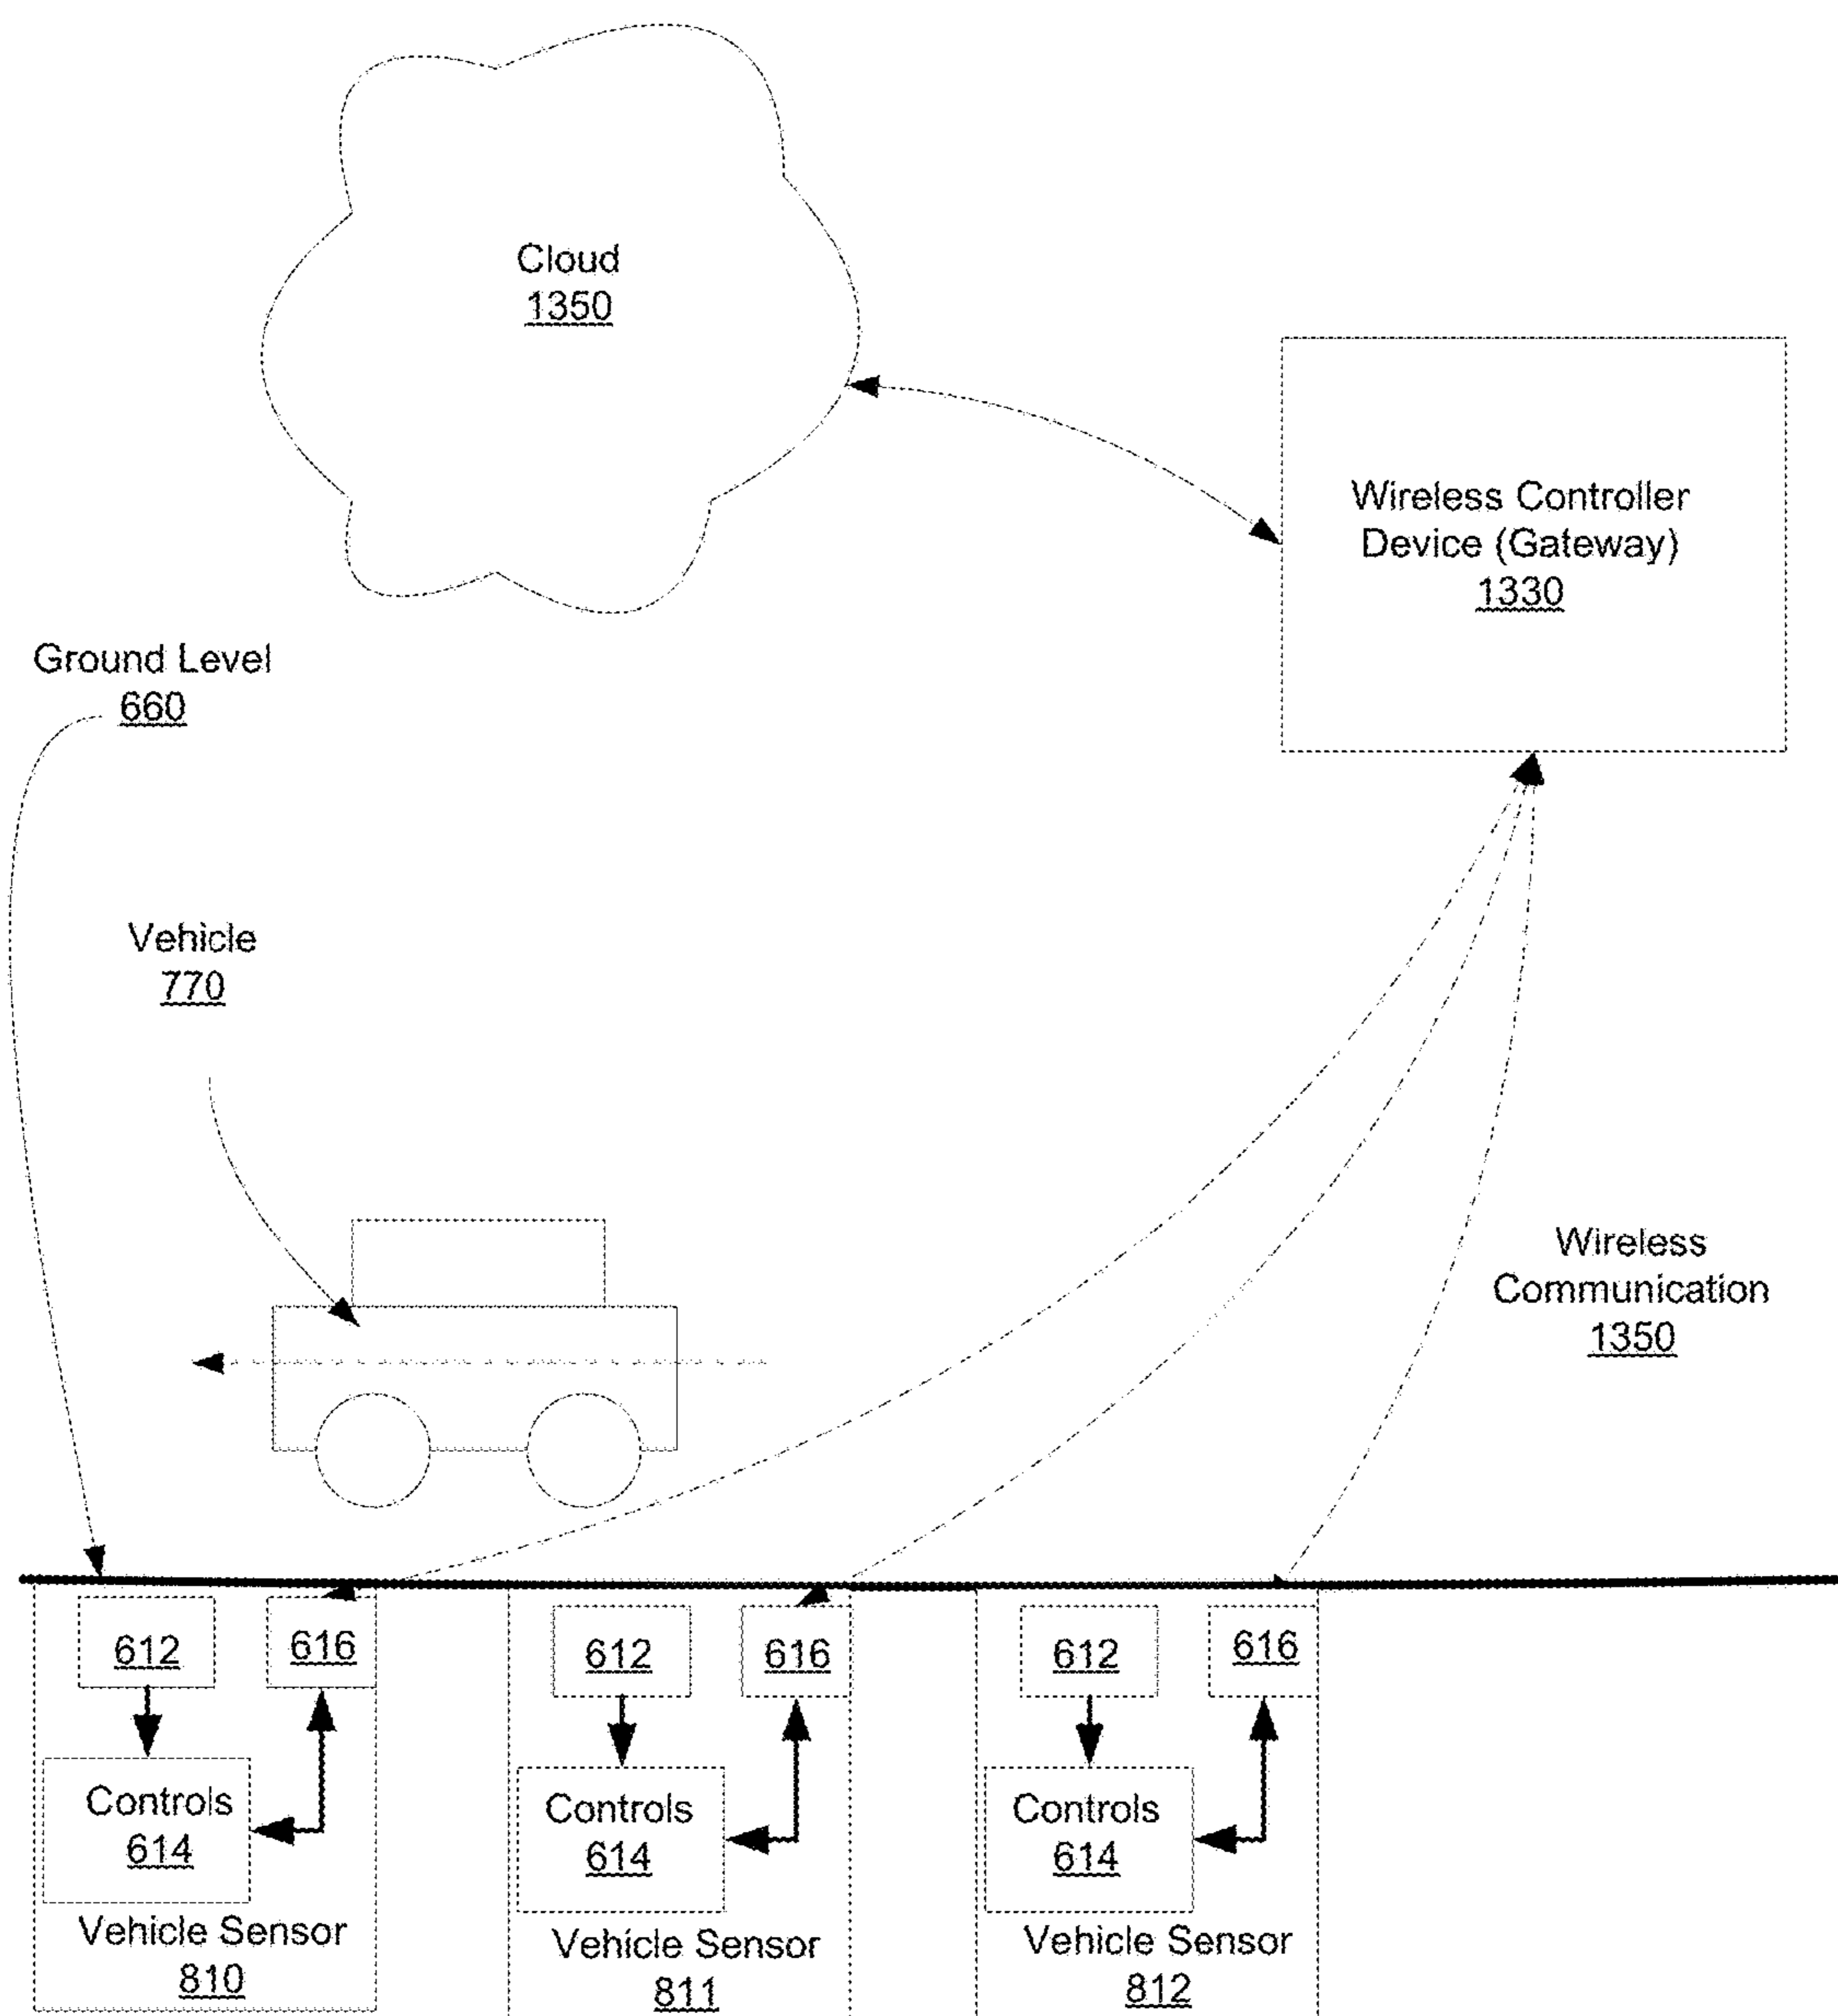 Cloud
1350
Wireless Controller
Device (Gateway)
1330
Ground Level
660
Vehicle
770
Wireless
Communication
1350
612
616
612
616
612
616
Controls
614
Controls
614
Controls
614
Vehicle Sensor
810
Vehicle Sensor
811
Vehicle Sensor
812